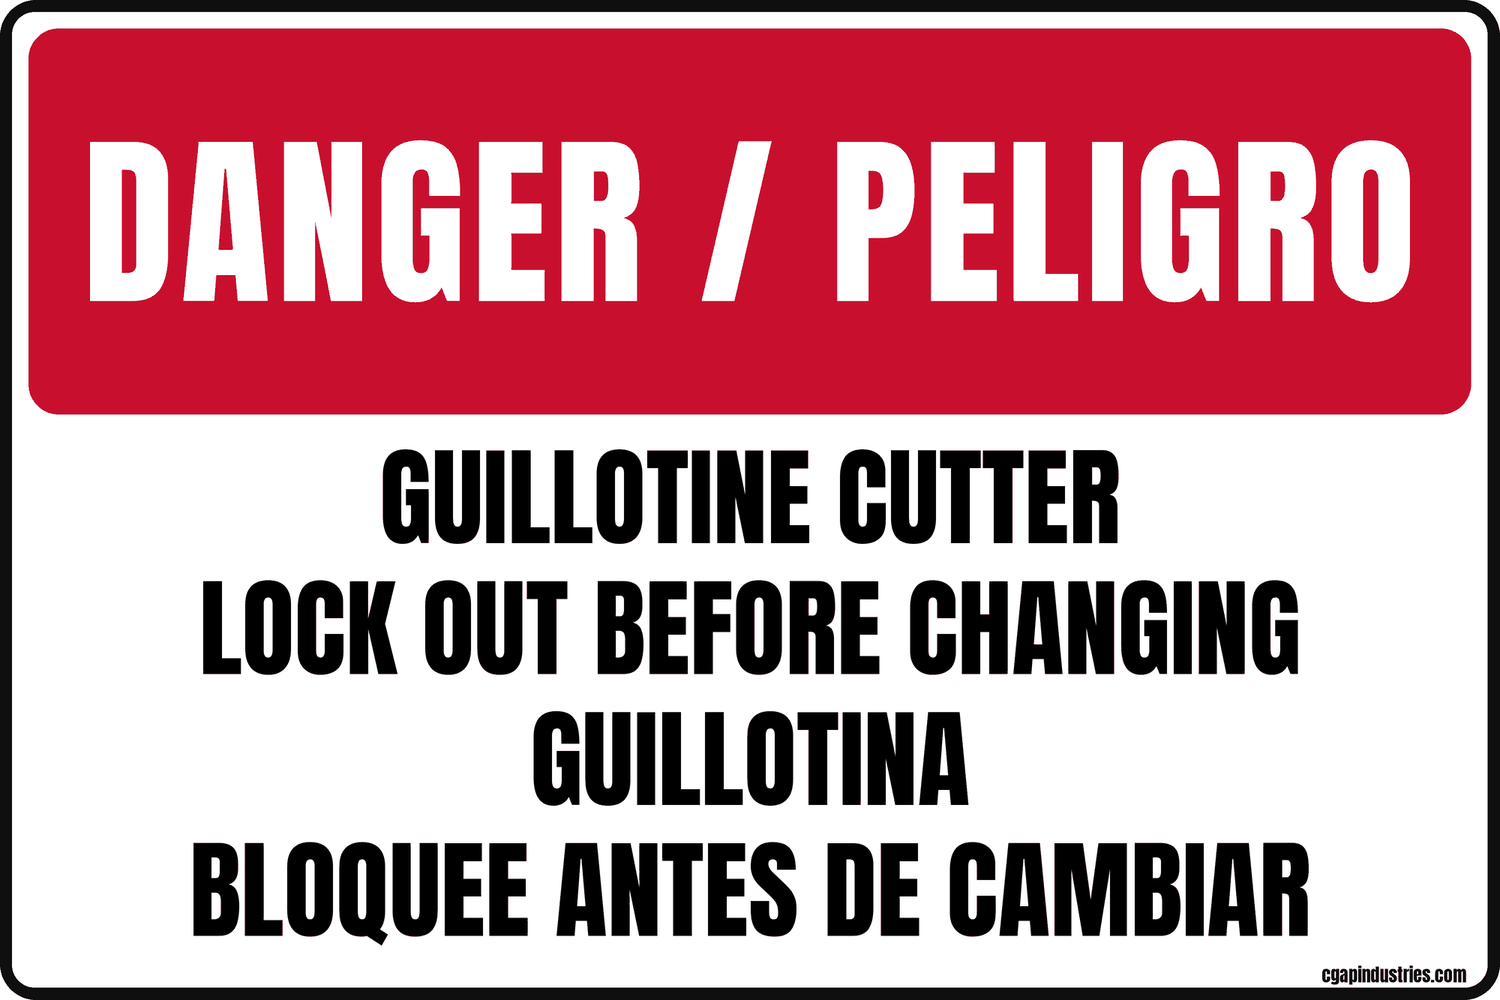 DANGER / PELIGRO
GUILLOTINE CUTTER
LOCK OUT BEFORE CHANGING
GUILLOTINA
BLOQUEE ANTES DE CAMBIAR
cgapindustries.com